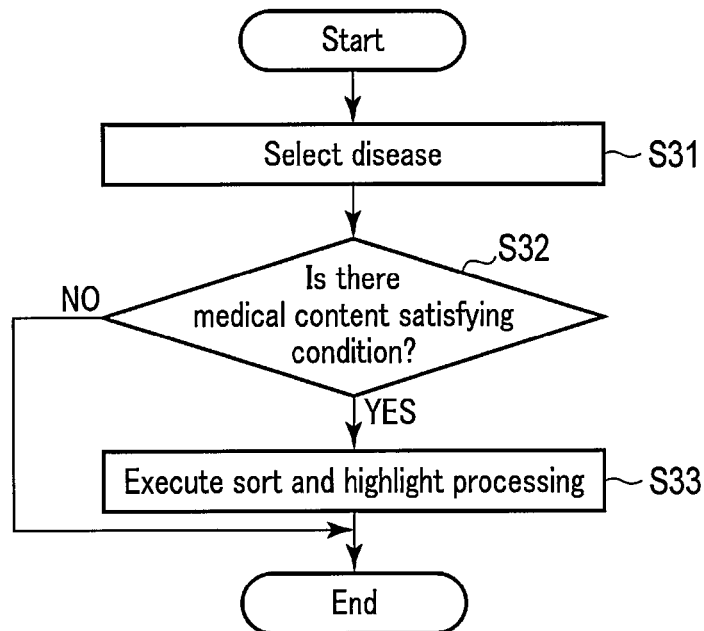 Start
Select disease
S31
S32
Is there
medical content satisfying
condition?
NO
YES
Execute sort and highlight processing
S33
End